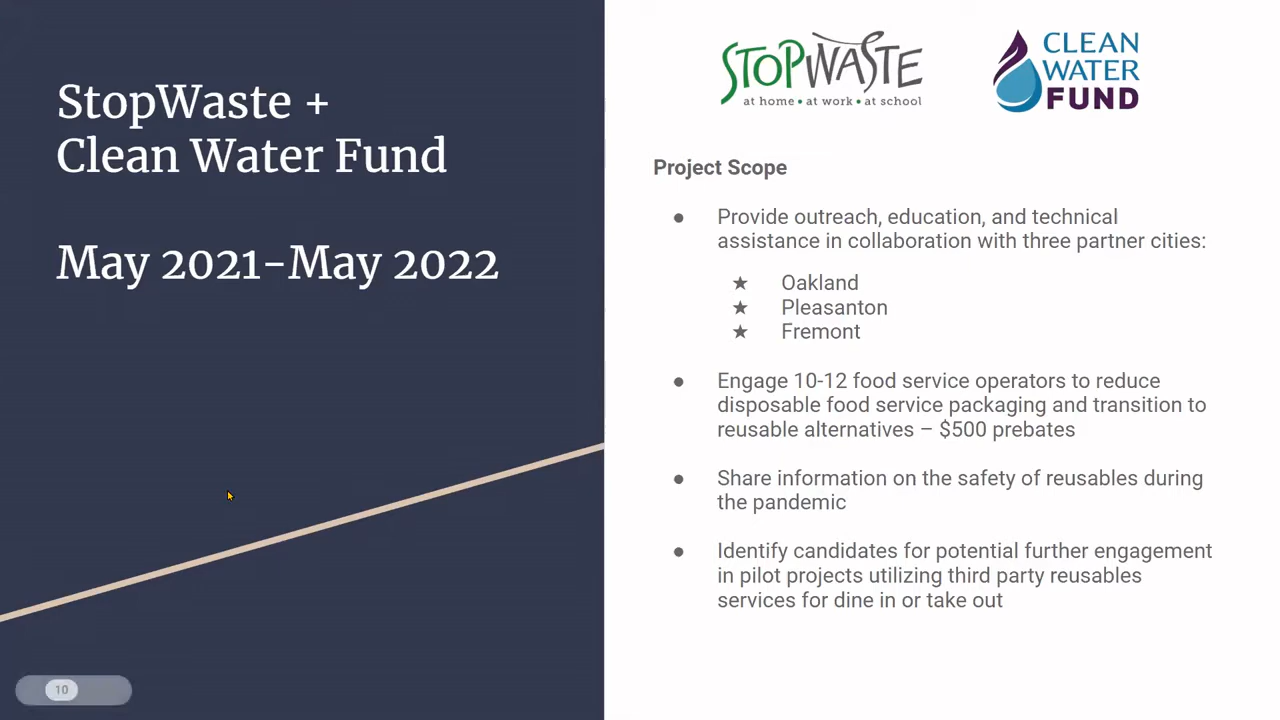 StopWaste +
Clean Water Fund
May 2021-May 2022
STOPWASTE
at home • at work • at school
CLEAN
WATER
FUND
Project Scope
● Provide outreach, education, and technical
assistance in collaboration with three partner cities:
★ Oakland
★ Pleasanton
★ Fremont
● Engage 10-12 food service operators to reduce
disposable food service packaging and transition to
reusable alternatives – $500 prebates
● Share information on the safety of reusables during
the pandemic
● Identify candidates for potential further engagement
in pilot projects utilizing third party reusables
services for dine in or take out
10